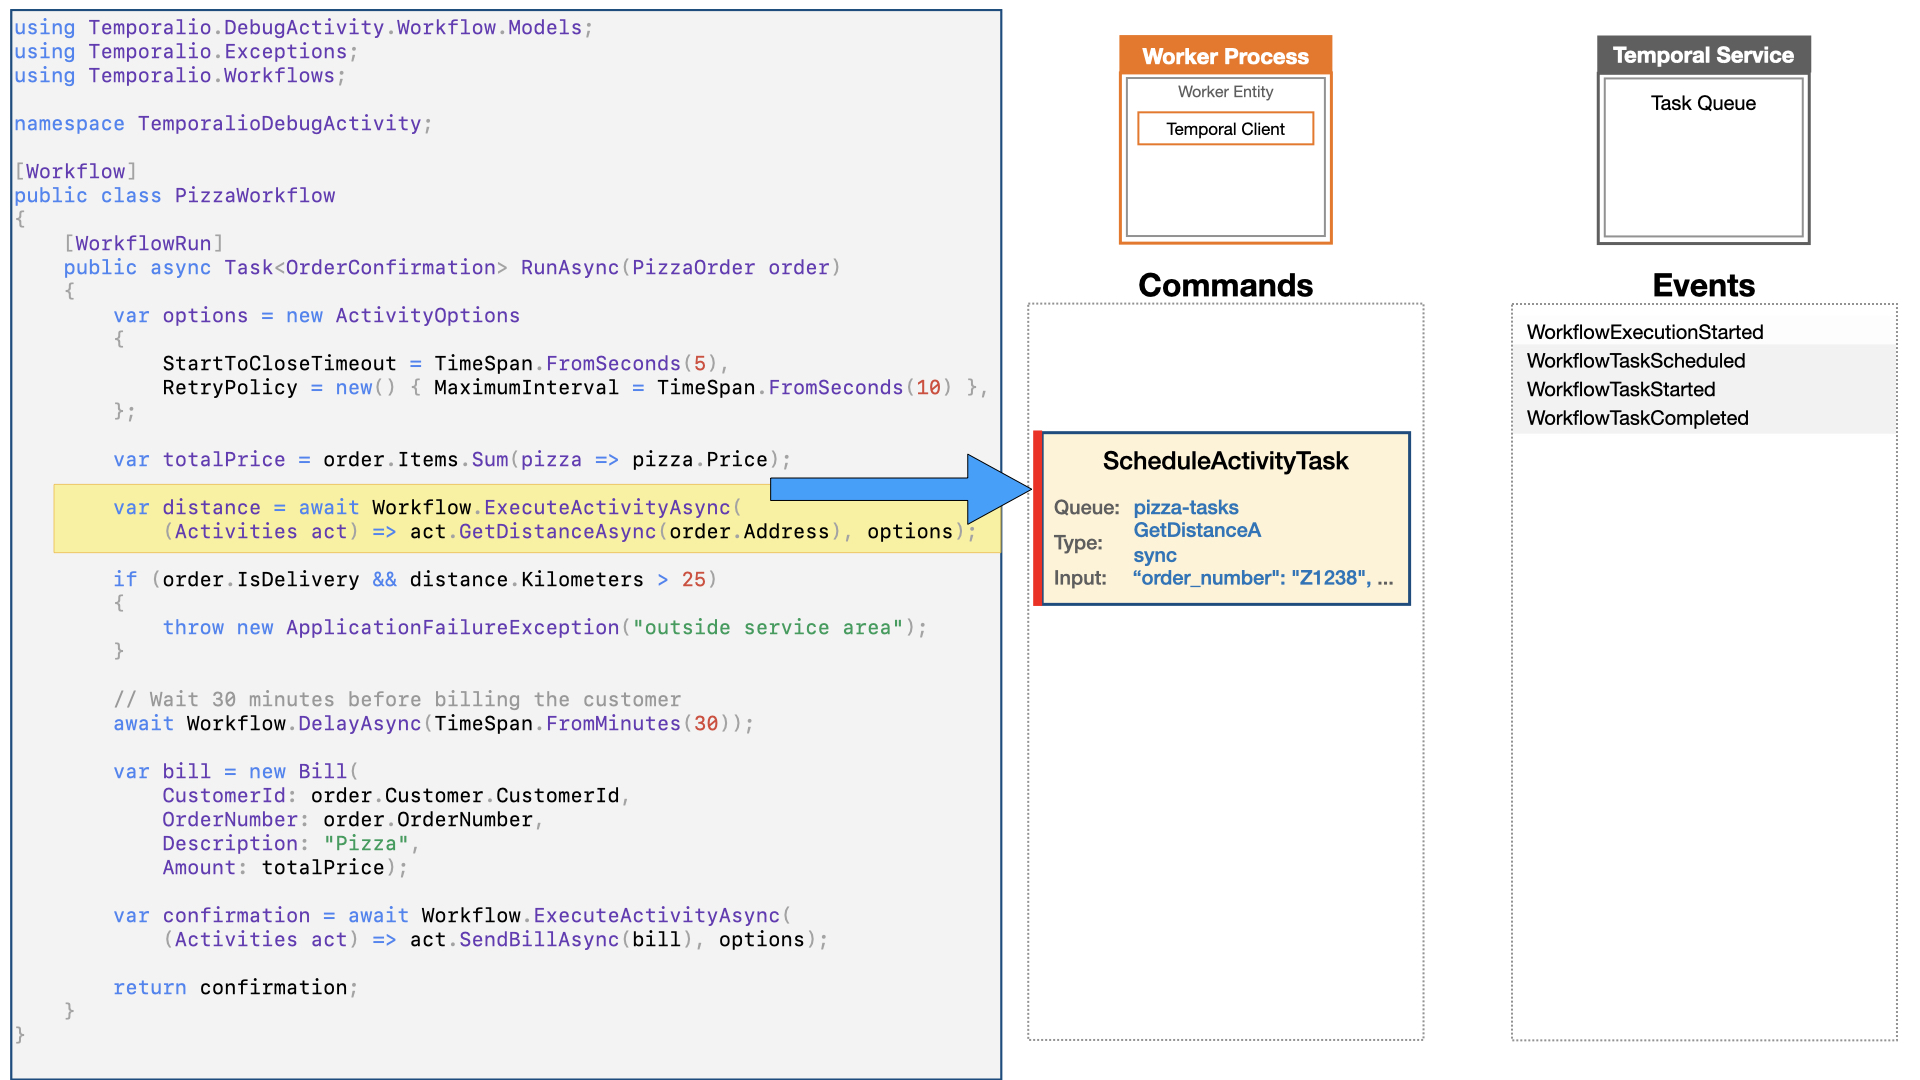 using Temporalio.DebugActivity.Workflow.Models;
using Temporalio.Exceptions;
using Temporalio.Workflows;
namespace TemporalioDebugActivity;
[Workflow]
public class PizzaWorkflow
{
    [WorkflowRun]
    public async Task<OrderConfirmation> RunAsync(PizzaOrder order)
    {
        var options = new ActivityOptions
        {
            StartToCloseTimeout = TimeSpan.FromSeconds(5),
            RetryPolicy = new() { MaximumInterval = TimeSpan.FromSeconds(10) },
        };
        var totalPrice = order.Items.Sum(pizza => pizza.Price);
        var distance = await Workflow.ExecuteActivityAsync(
            (Activities act) => act.GetDistanceAsync(order.Address), options);
        if (order.IsDelivery && distance.Kilometers > 25)
        {
            throw new ApplicationFailureException("outside service area");
        }
        // Wait 30 minutes before billing the customer
        await Workflow.DelayAsync(TimeSpan.FromMinutes(30));
        var bill = new Bill(
            CustomerId: order.Customer.CustomerId,
            OrderNumber: order.OrderNumber,
            Description: "Pizza",
            Amount: totalPrice);
        var confirmation = await Workflow.ExecuteActivityAsync(
            (Activities act) => act.SendBillAsync(bill), options);
        return confirmation;
    }
}
Worker Process
Worker Entity
Temporal Client
Commands
ScheduleActivityTask
Queue: pizza-tasks
Type: GetDistanceA
sync
Input: “order_number": "Z1238", ...
Temporal Service
Task Queue
Events
WorkflowExecutionStarted
WorkflowTaskScheduled
WorkflowTaskStarted
WorkflowTaskCompleted